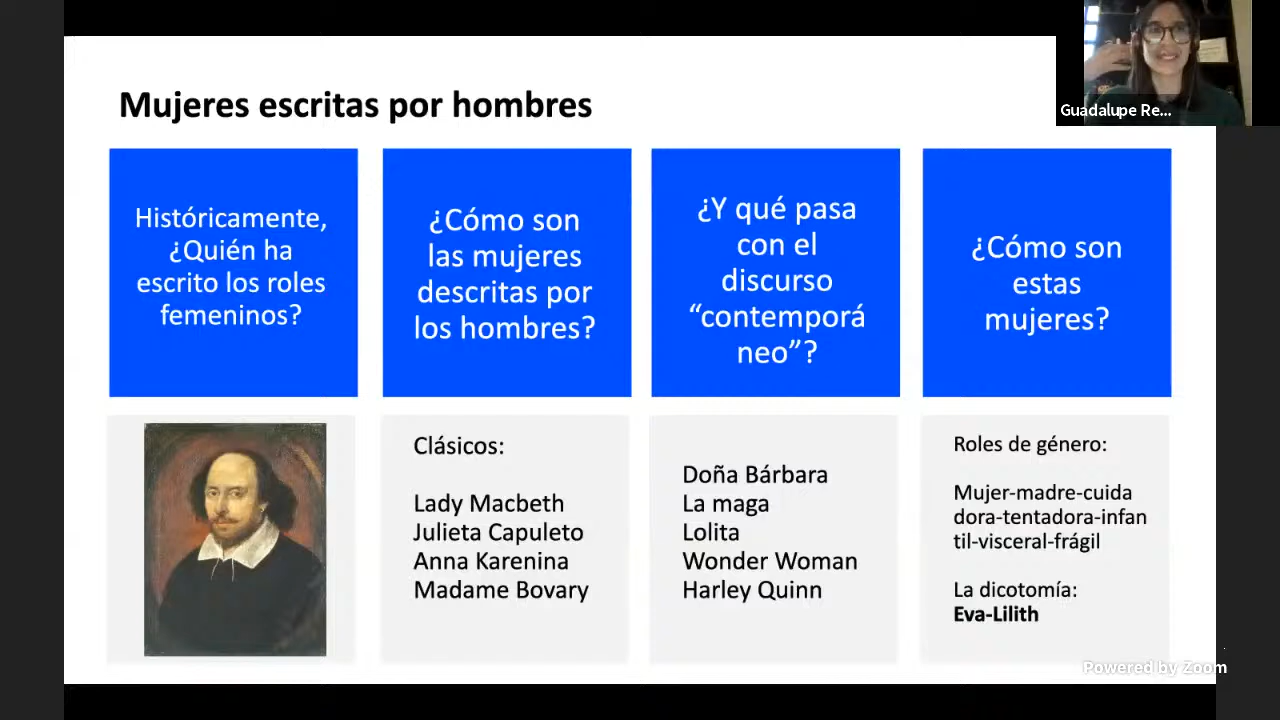 Mujeres escritas por hombres
Guadalupe Re...
Históricamente,
¿Quién ha
escrito los roles
femeninos?
¿Cómo son
las mujeres
descritas por
los hombres?
¿Y qué pasa
con el
discurso
“contemporá
neo”?
¿Cómo son
estas
mujeres?
Clásicos:
Lady Macbeth
Julieta Capuleto
Anna Karenina
Madame Bovary
Doña Bárbara
La maga
Lolita
Wonder Woman
Harley Quinn
Roles de género:
Mujer-madre-cuida
dora-tentadora-infan
til-visceral-frágil
La dicotomía:
Eva-Lilith
Powered by Zoom